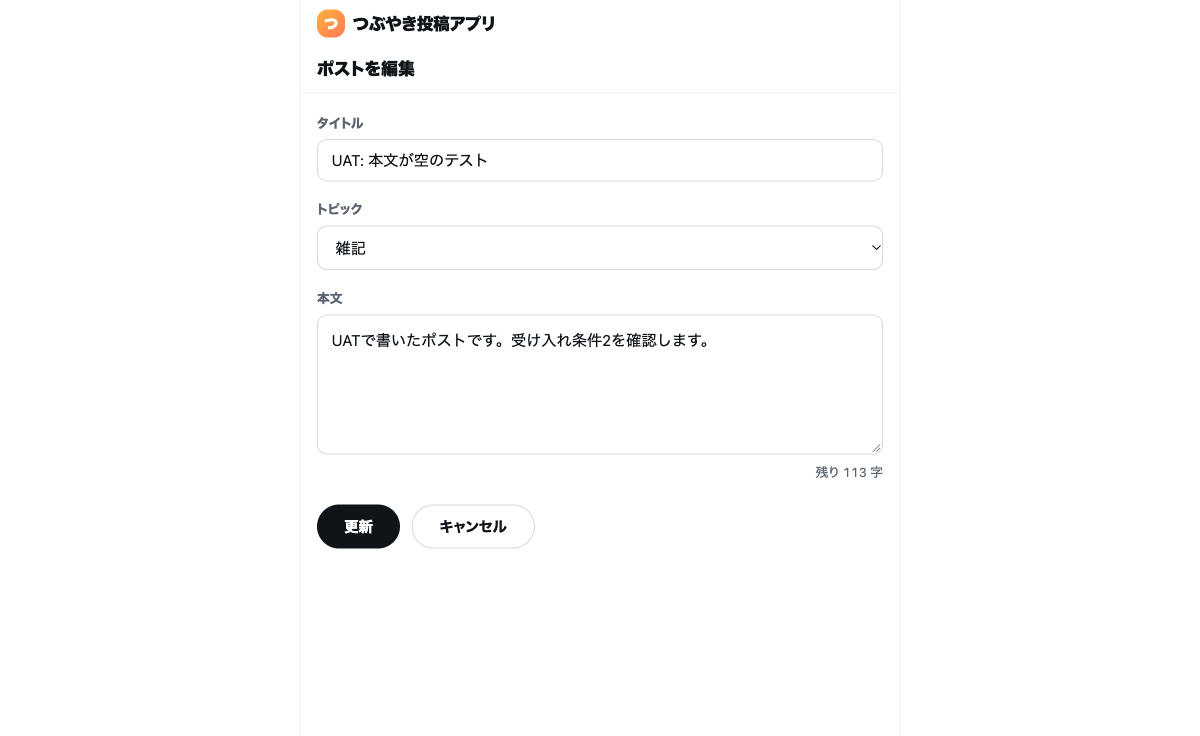 つ つぶやき投稿アプリ
ポストを編集
タイトル
UAT: 本文が空のテスト
トピック
雑記
本文
UATで書いたポストです。受け入れ条件2を確認します。
残り 113 字
更新 キャンセル